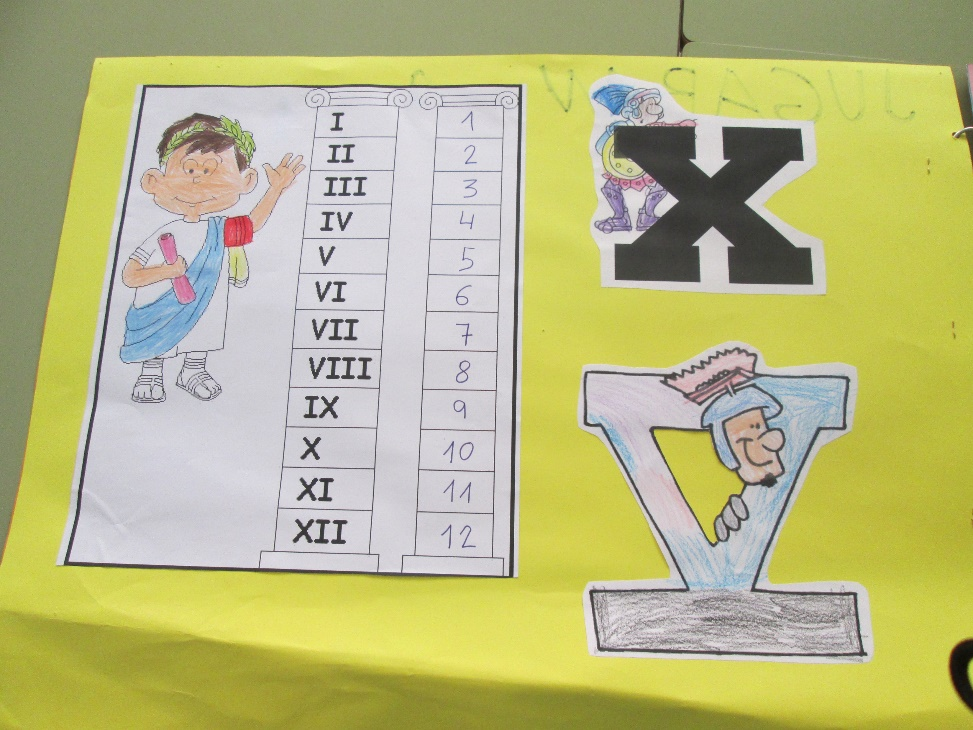 I 1
II 2
III 3
IV 4
V 5
VI 6
VII 7
VIII 8
IX 9
X 10
XI 11
XII 12
X
V